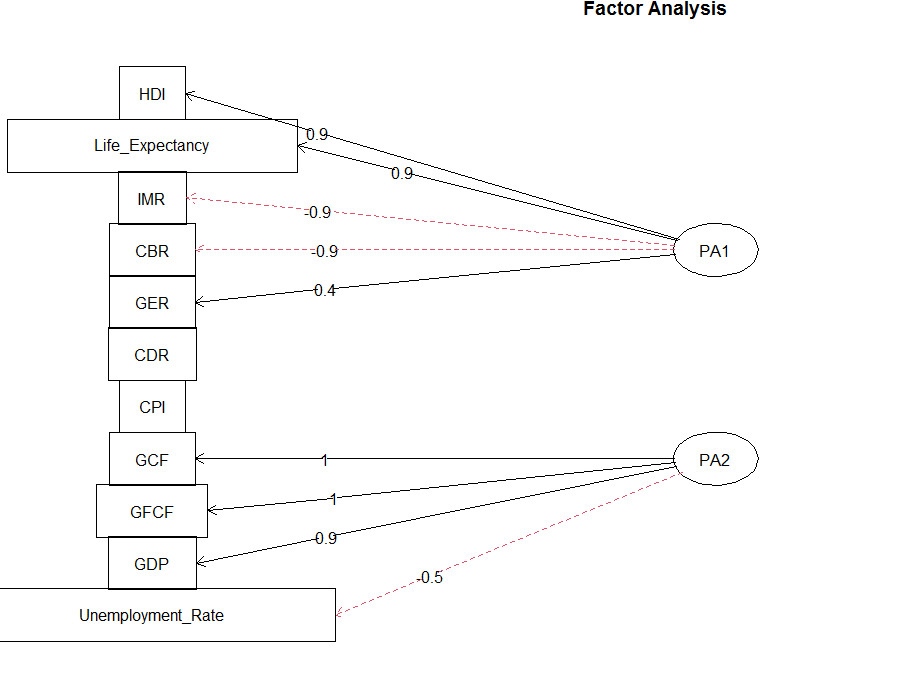 Factor Analysis
HDI
0.9
Life_Expectancy
0.9
IMR
-0.9
CBR
-0.9
PA1
GER
0.4
CDR
CPI
GCF
1
PA2
GFCF
1
GDP
0.9
-0.5
Unemployment_Rate